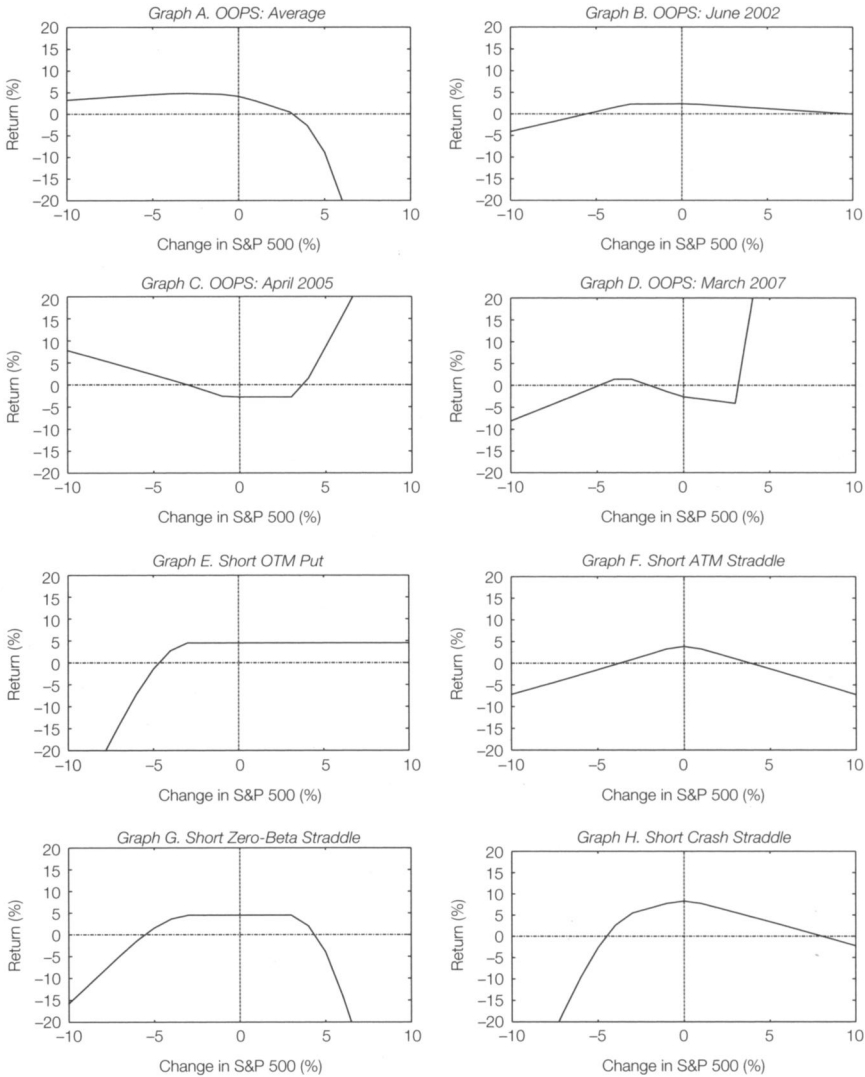 Graph A. OOPS: Average
Graph B. OOPS: June 2002
20
15
10
5
0
−5
−10
−15
−20
Return (%)
−10 −5 0 5 10
Change in S&P 500 (%)
20
15
10
5
0
−5
−10
−15
−20
Return (%)
−10 −5 0 5 10
Change in S&P 500 (%)
Graph C. OOPS: April 2005
Graph D. OOPS: March 2007
20
15
10
5
0
−5
−10
−15
−20
Return (%)
−10 −5 0 5 10
Change in S&P 500 (%)
20
15
10
5
0
−5
−10
−15
−20
Return (%)
−10 −5 0 5 10
Change in S&P 500 (%)
Graph E. Short OTM Put
Graph F. Short ATM Straddle
20
15
10
5
0
−5
−10
−15
−20
Return (%)
−10 −5 0 5 10
Change in S&P 500 (%)
20
15
10
5
0
−5
−10
−15
−20
Return (%)
−10 −5 0 5 10
Change in S&P 500 (%)
Graph G. Short Zero-Beta Straddle
Graph H. Short Crash Straddle
20
15
10
5
0
−5
−10
−15
−20
Return (%)
−10 −5 0 5 10
Change in S&P 500 (%)
20
15
10
5
0
−5
−10
−15
−20
Return (%)
−10 −5 0 5 10
Change in S&P 500 (%)